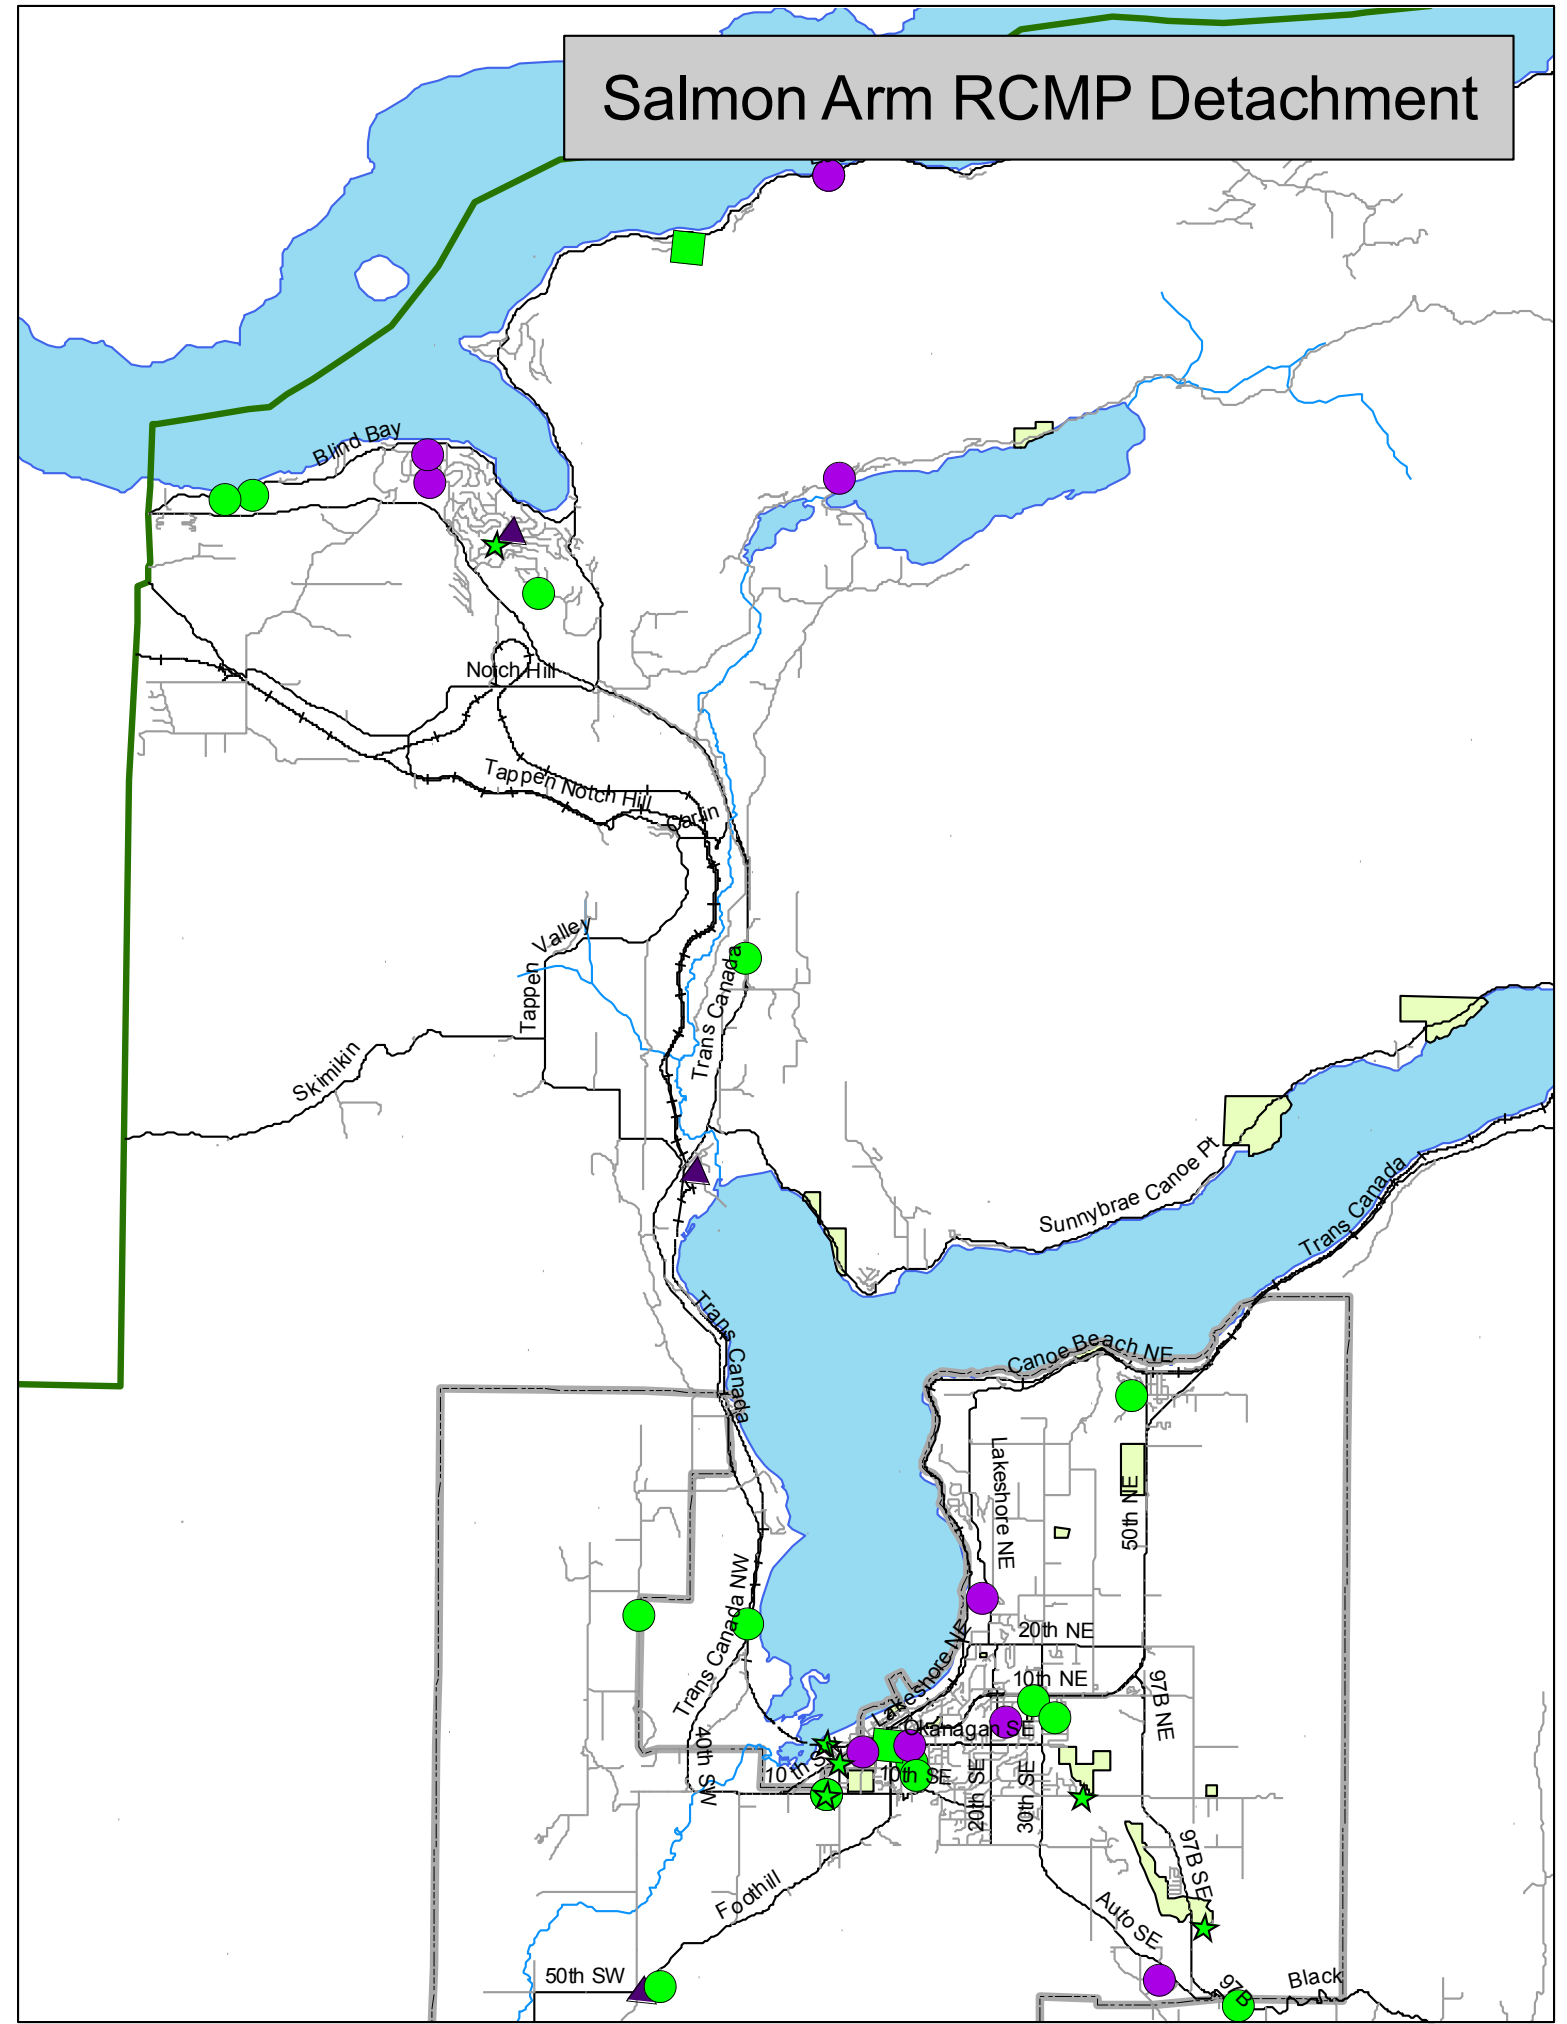 Salmon Arm RCMP Detachment
Blind Bay
Notch Hill
Tappen Notch Hill
Carlin
Valley
Tappen
Trans Canada
Skimikin
Sunnybrae Canoe Pt
Trans Canada
Trans Canada
Canoe Beach NE
Lakeshore NE
50th NE
Trans Canada NW
20th NE
Lakeshore NE
10th NE
97B NE
Okanagan SE
40th SW
10th S
10th SE
20th SE
30th SE
97B SE
Foothill
Auto SE
50th SW
97B
Black